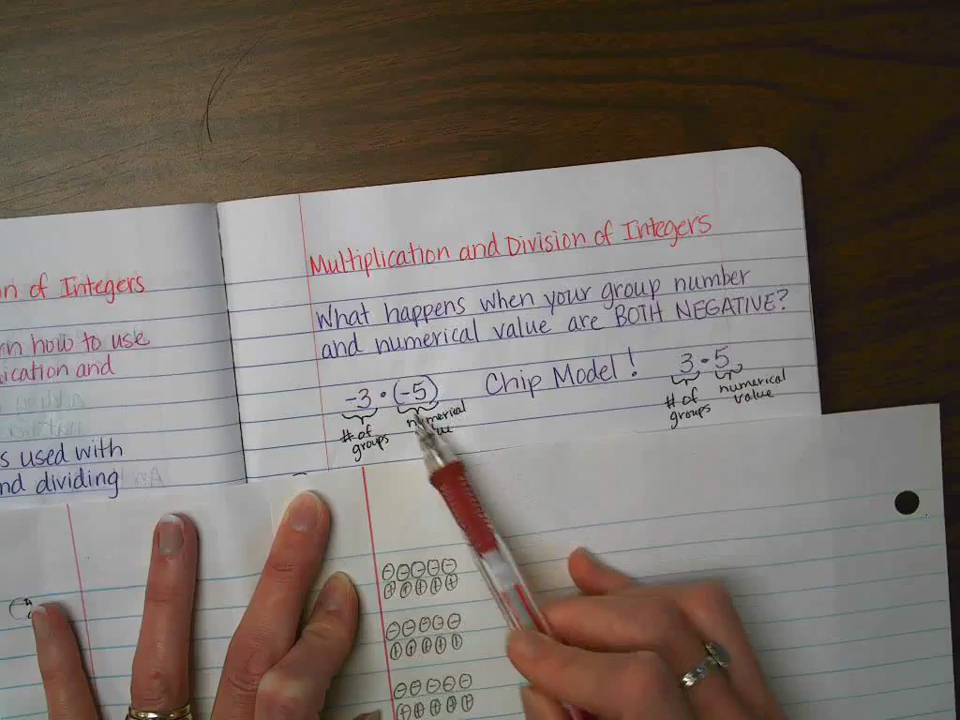 n of Integers
rn how to use
ication and
s used with
nd dividing
Multiplication and Division of Integers
What happens when your group number
and numerical value are BOTH NEGATIVE?
-3 • (-5)
# of
groups
numerical
Chip Model!
3 • 5
# of
groups
numerical
value